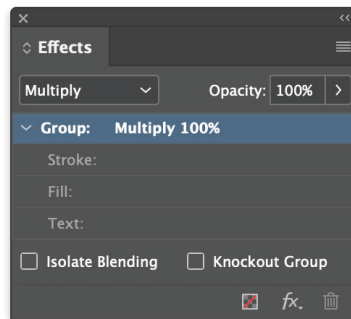 Effects
Multiply Opacity: 100%
Group: Multiply 100%
Stroke:
Fill:
Text:
Isolate Blending Knockout Group
fx.